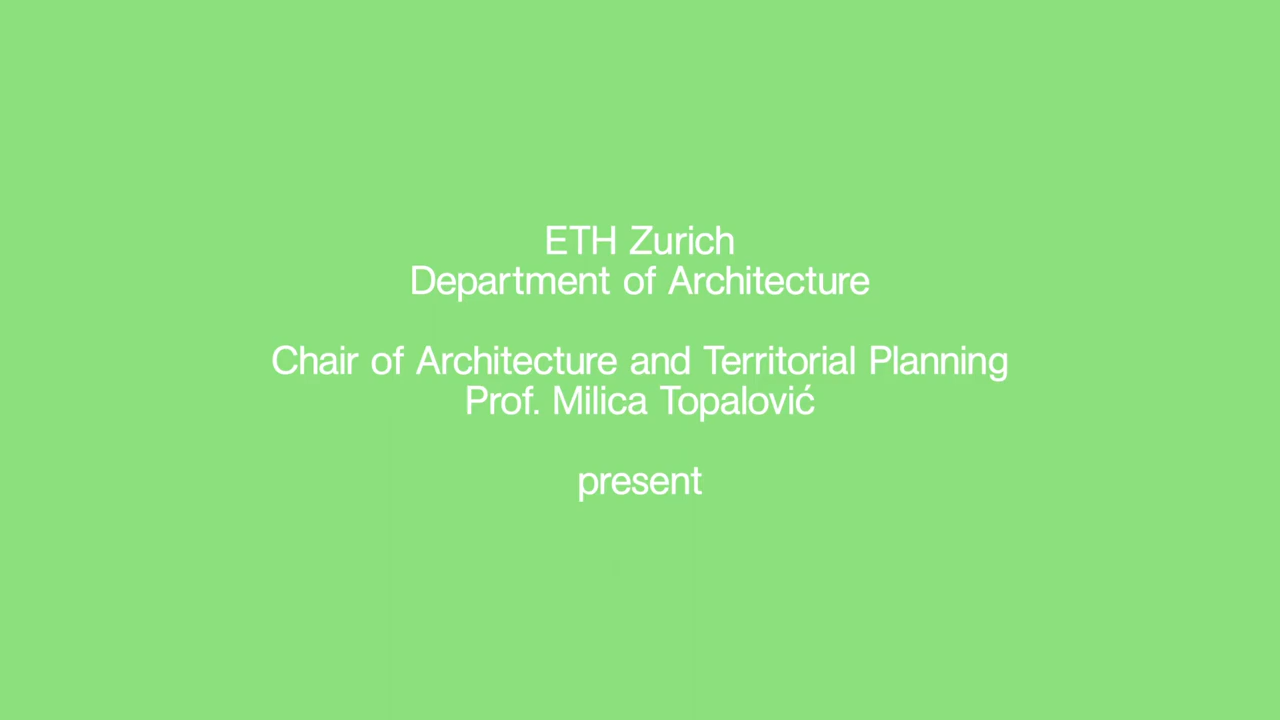 ETH Zurich
Department of Architecture
Chair of Architecture and Territorial Planning
Prof. Milica Topalović
present